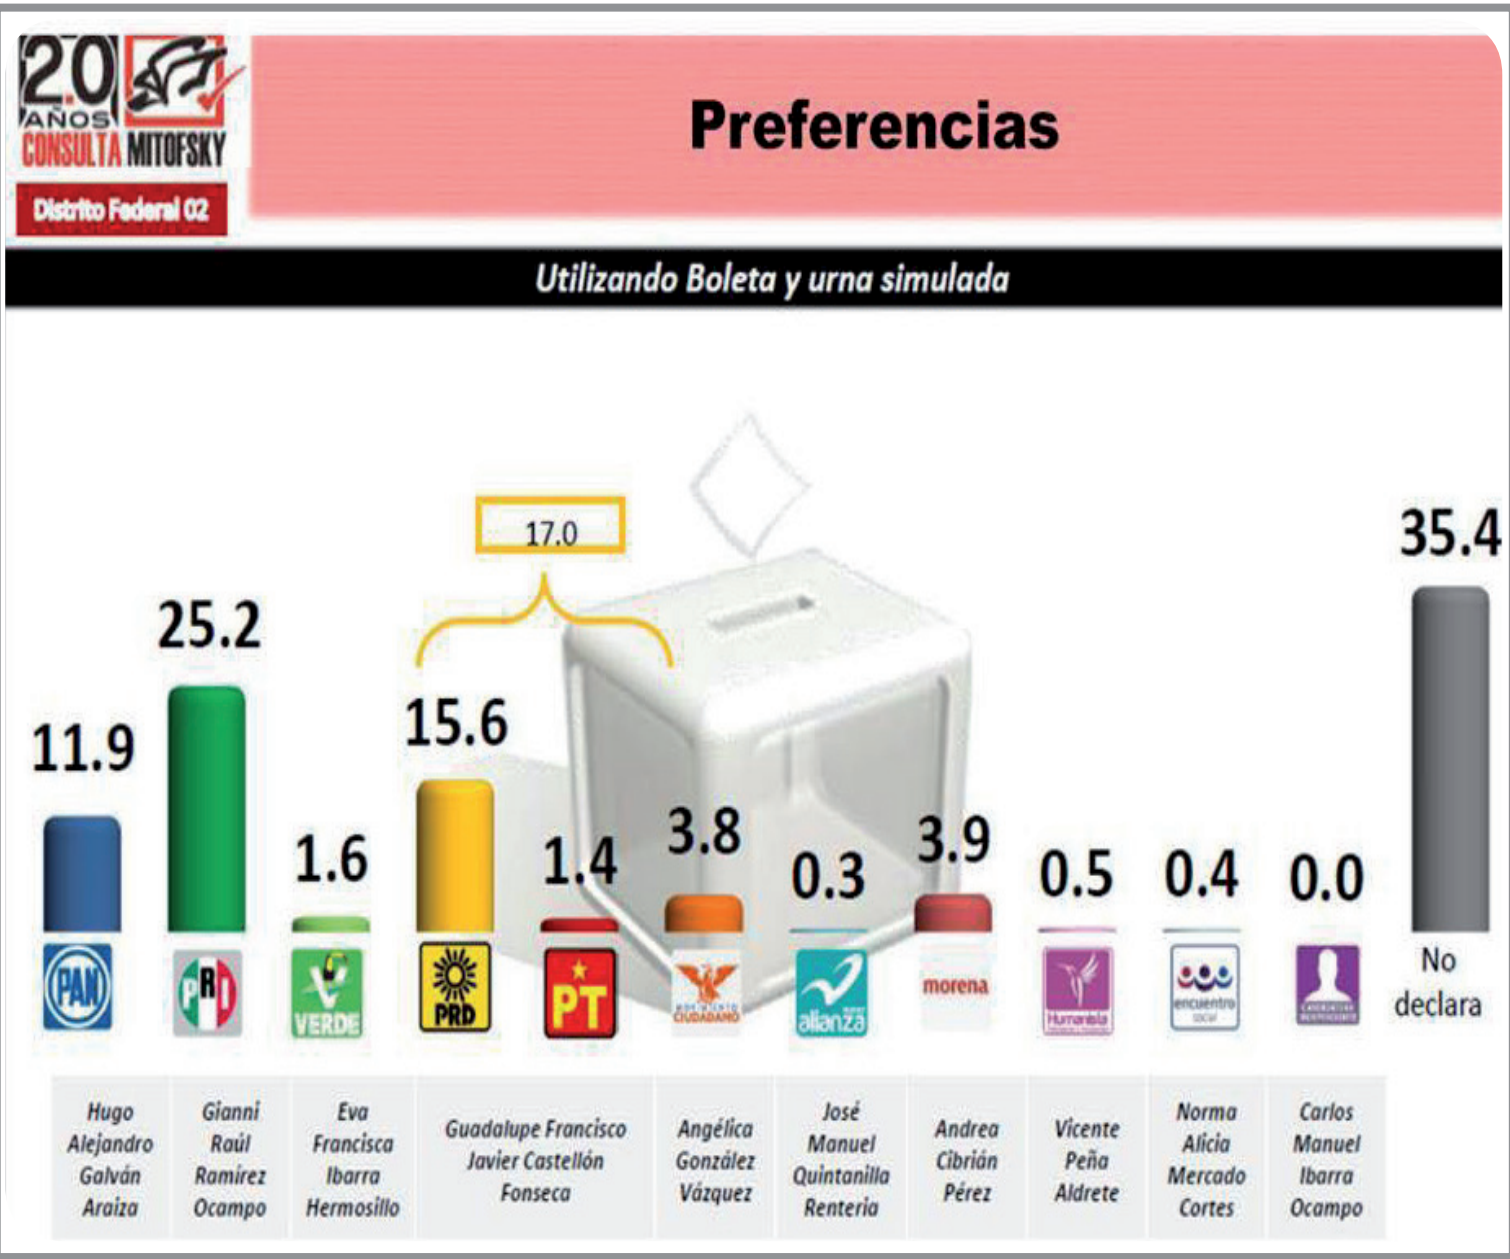 20
AÑOS
CONSULTA MITOFSKY
Distrito Federal 02
Preferencias
Utilizando Boleta y urna simulada
17.0
35.4
25.2
15.6
11.9
3.8
3.9
1.6
1.4
0.3
0.5
0.4
0.0
PAN
PRI
VERDE
PRD
PT
MOVIMIENTO
CIUDADANO
alianza
morena
Humanista
encuentro
social
No
declara
Hugo
Alejandro
Galván
Araiza
Gianni
Raúl
Ramírez
Ocampo
Eva
Francisca
Ibarra
Hermosillo
Guadalupe Francisco
Javier Castellón
Fonseca
Angélica
González
Vázquez
José
Manuel
Quintanilla
Renteria
Andrea
Cibrián
Pérez
Vicente
Peña
Aldrete
Norma
Alicia
Mercado
Cortes
Carlos
Manuel
Ibarra
Ocampo